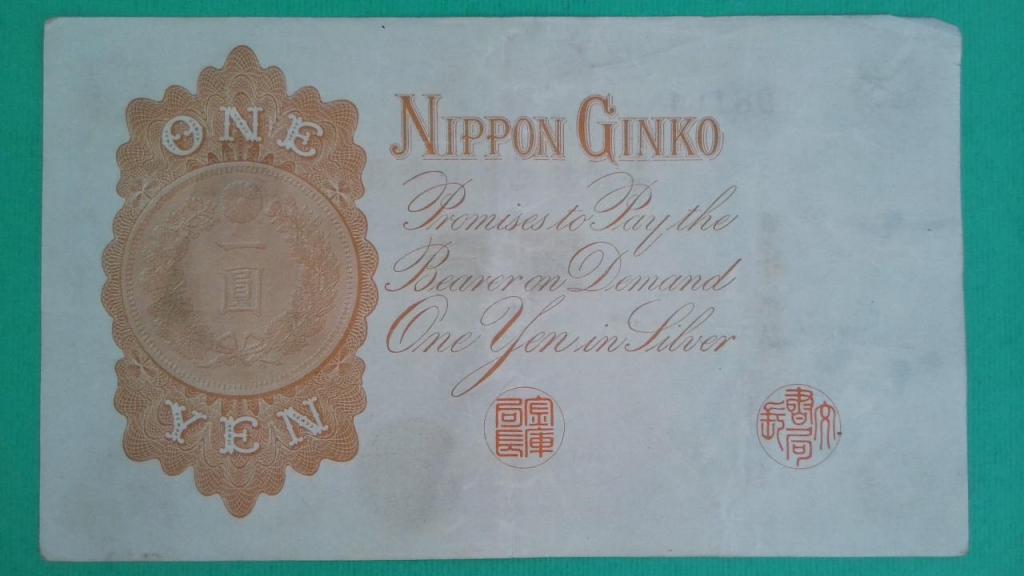 ONE
一
圓
YEN
NIPPON GINKO
Promises to Pay the
Bearer on Demand
One Yen in Silver
金庫
局長
文
書局
長